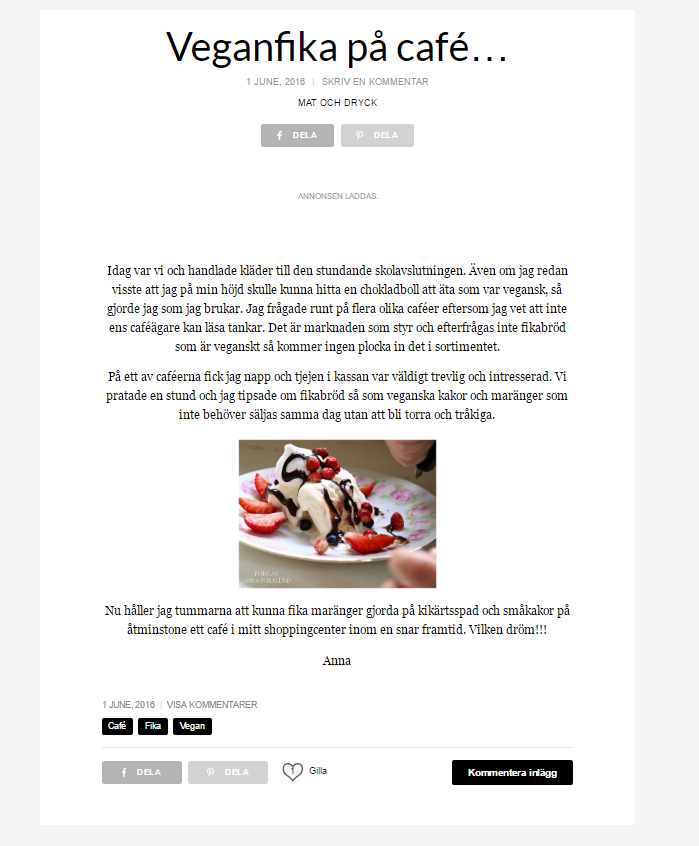 Veganfika på café...
1 JUNE, 2016 | SKRIV EN KOMMENTAR
MAT OCH DRYCK
DELA DELA
ANNONSEN LADDAS.
Idag var vi och handlade kläder till den stundande skolavslutningen. Även om jag redan
visste att jag på min höjd skulle kunna hitta en chokladboll att äta som var vegansk, så
gjorde jag som jag brukar. Jag frågade runt på flera olika caféer eftersom jag vet att inte
ens caféägare kan läsa tankar. Det är marknaden som styr och efterfrågas inte fikabröd
som är veganskt så kommer ingen plocka in det i sortimentet.
På ett av caféerna fick jag napp och tjejen i kassan var väldigt trevlig och intresserad. Vi
pratade en stund och jag tipsade om fikabröd så som veganska kakor och maränger som
inte behöver säljas samma dag utan att bli torra och tråkiga.
FOTO AV
ANNA FORSLUND
Nu håller jag tummarna att kunna fika maränger gjorda på kikärtsspad och småkakor på
åtminstone ett café i mitt shoppingcenter inom en snar framtid. Vilken dröm!!!
Anna
1 JUNE, 2016 | VISA KOMMENTARER
Café Fika Vegan
DELA DELA 1 Gilla Kommentera inlägg